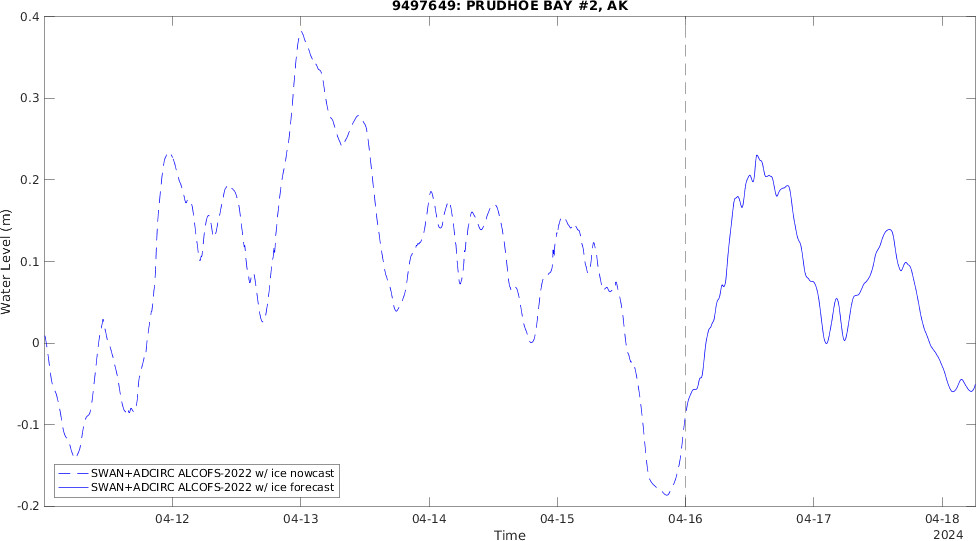 9497649: PRUDHOE BAY #2, AK
0.4
0.3
0.2
0.1
0
-0.1
-0.2
Water Level (m)
SWAN+ADCIRC ALCOFS-2022 w/ ice nowcast
SWAN+ADCIRC ALCOFS-2022 w/ ice forecast
04-12 04-13 04-14 04-15 04-16 04-17 04-18
Time
2024